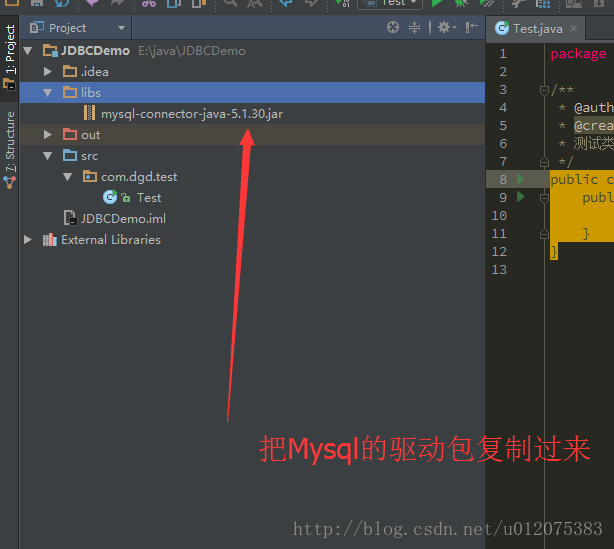 Test
Project
Test.java
1: Project
7: Structure
JDBCDemo E:\java\JDBCDemo
.idea
libs
mysql-connector-java-5.1.30.jar
out
src
com.dgd.test
Test
JDBCDemo.iml
External Libraries
1 package
2
3 /**
4 * @auth
5 * @crea
6 * 测试类
7 */
8 public c
9 publ
10
11 }
12 }
13
把Mysql的驱动包复制过来
http://blog.csdn.net/u012075383